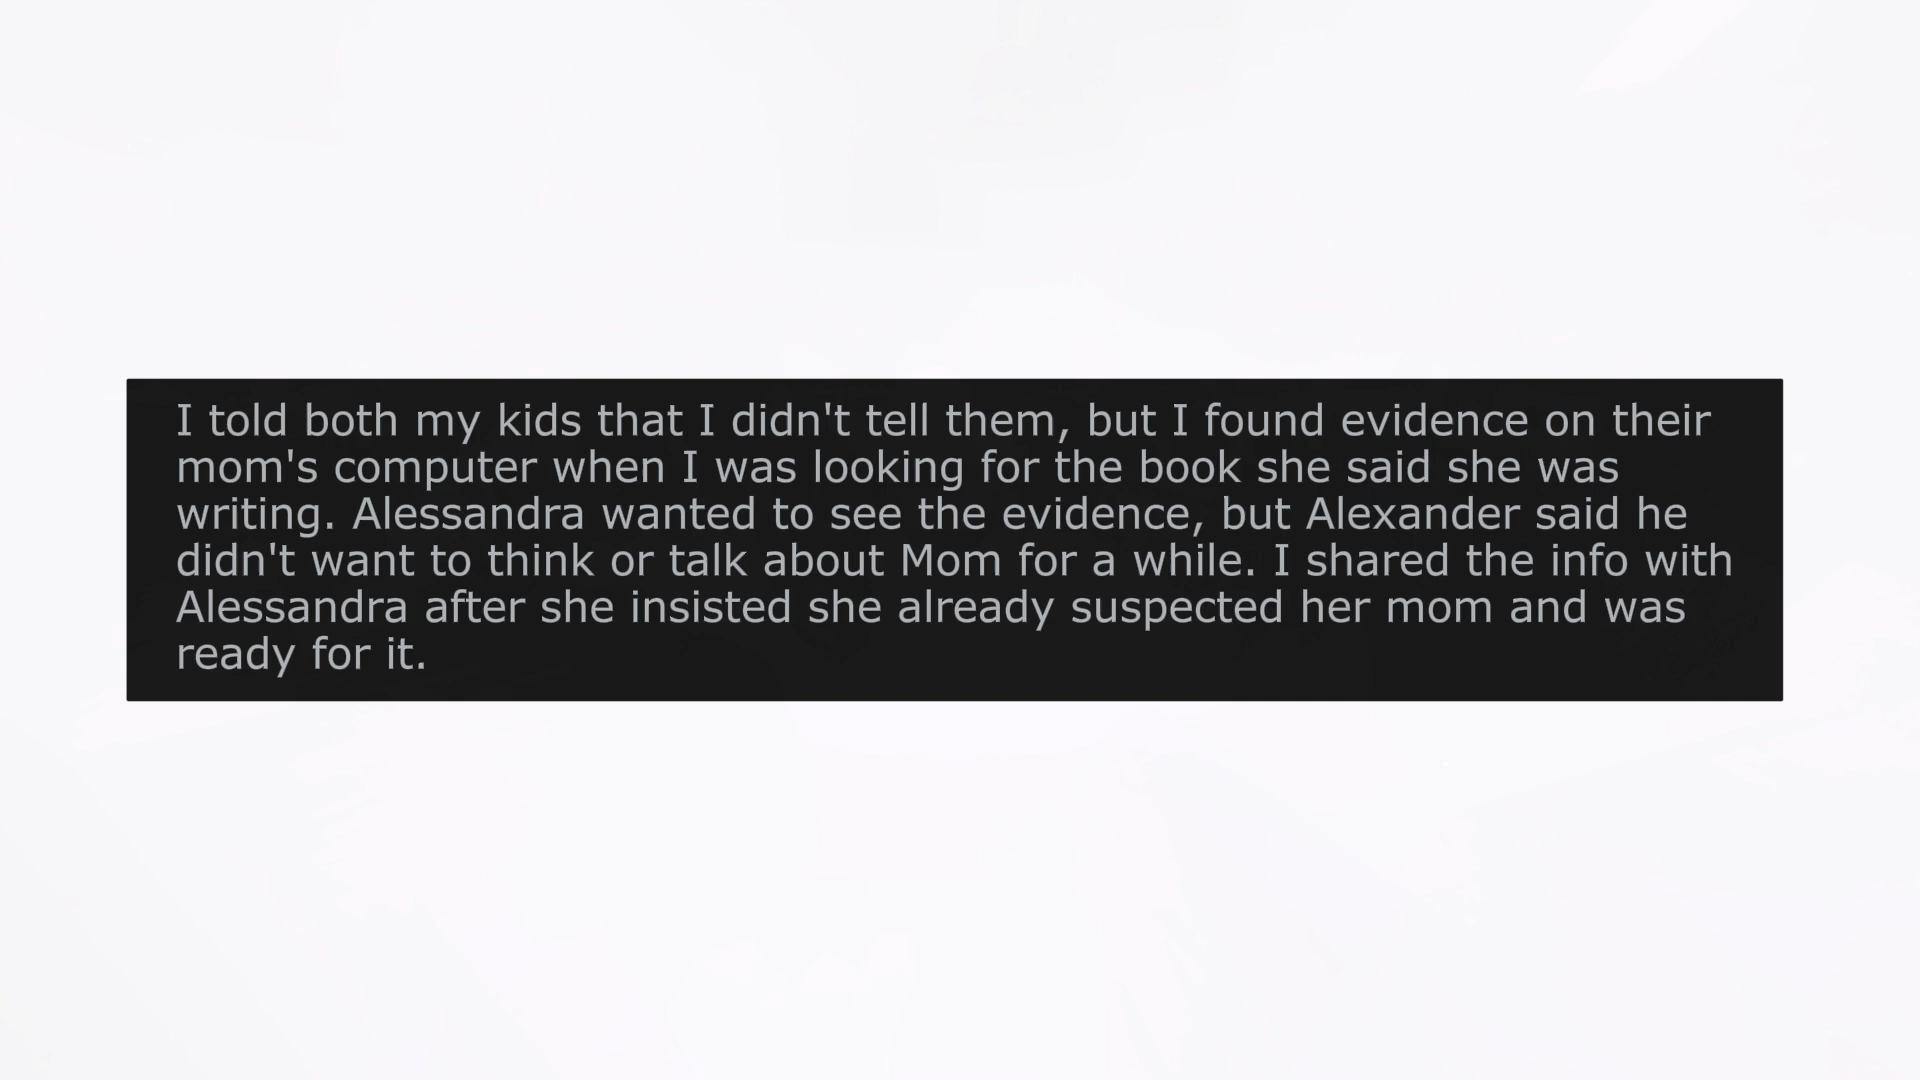 I told both my kids that I didn't tell them, but I found evidence on their
mom's computer when I was looking for the book she said she was
writing. Alessandra wanted to see the evidence, but Alexander said he
didn't want to think or talk about Mom for a while. I shared the info with
Alessandra after she insisted she already suspected her mom and was
ready for it.